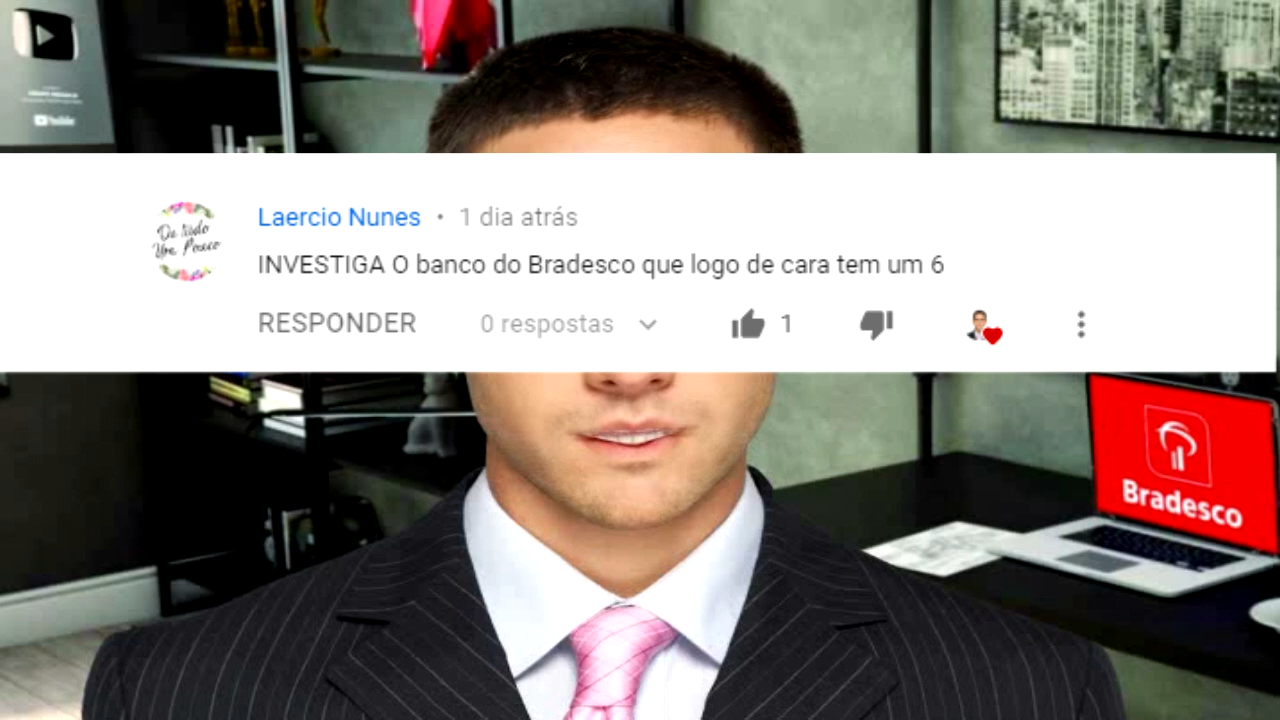 Laercio Nunes • 1 dia atrás
INVESTIGA O banco do Bradesco que logo de cara tem um 6
RESPONDER 0 respostas 1
Bradesco
YouTube